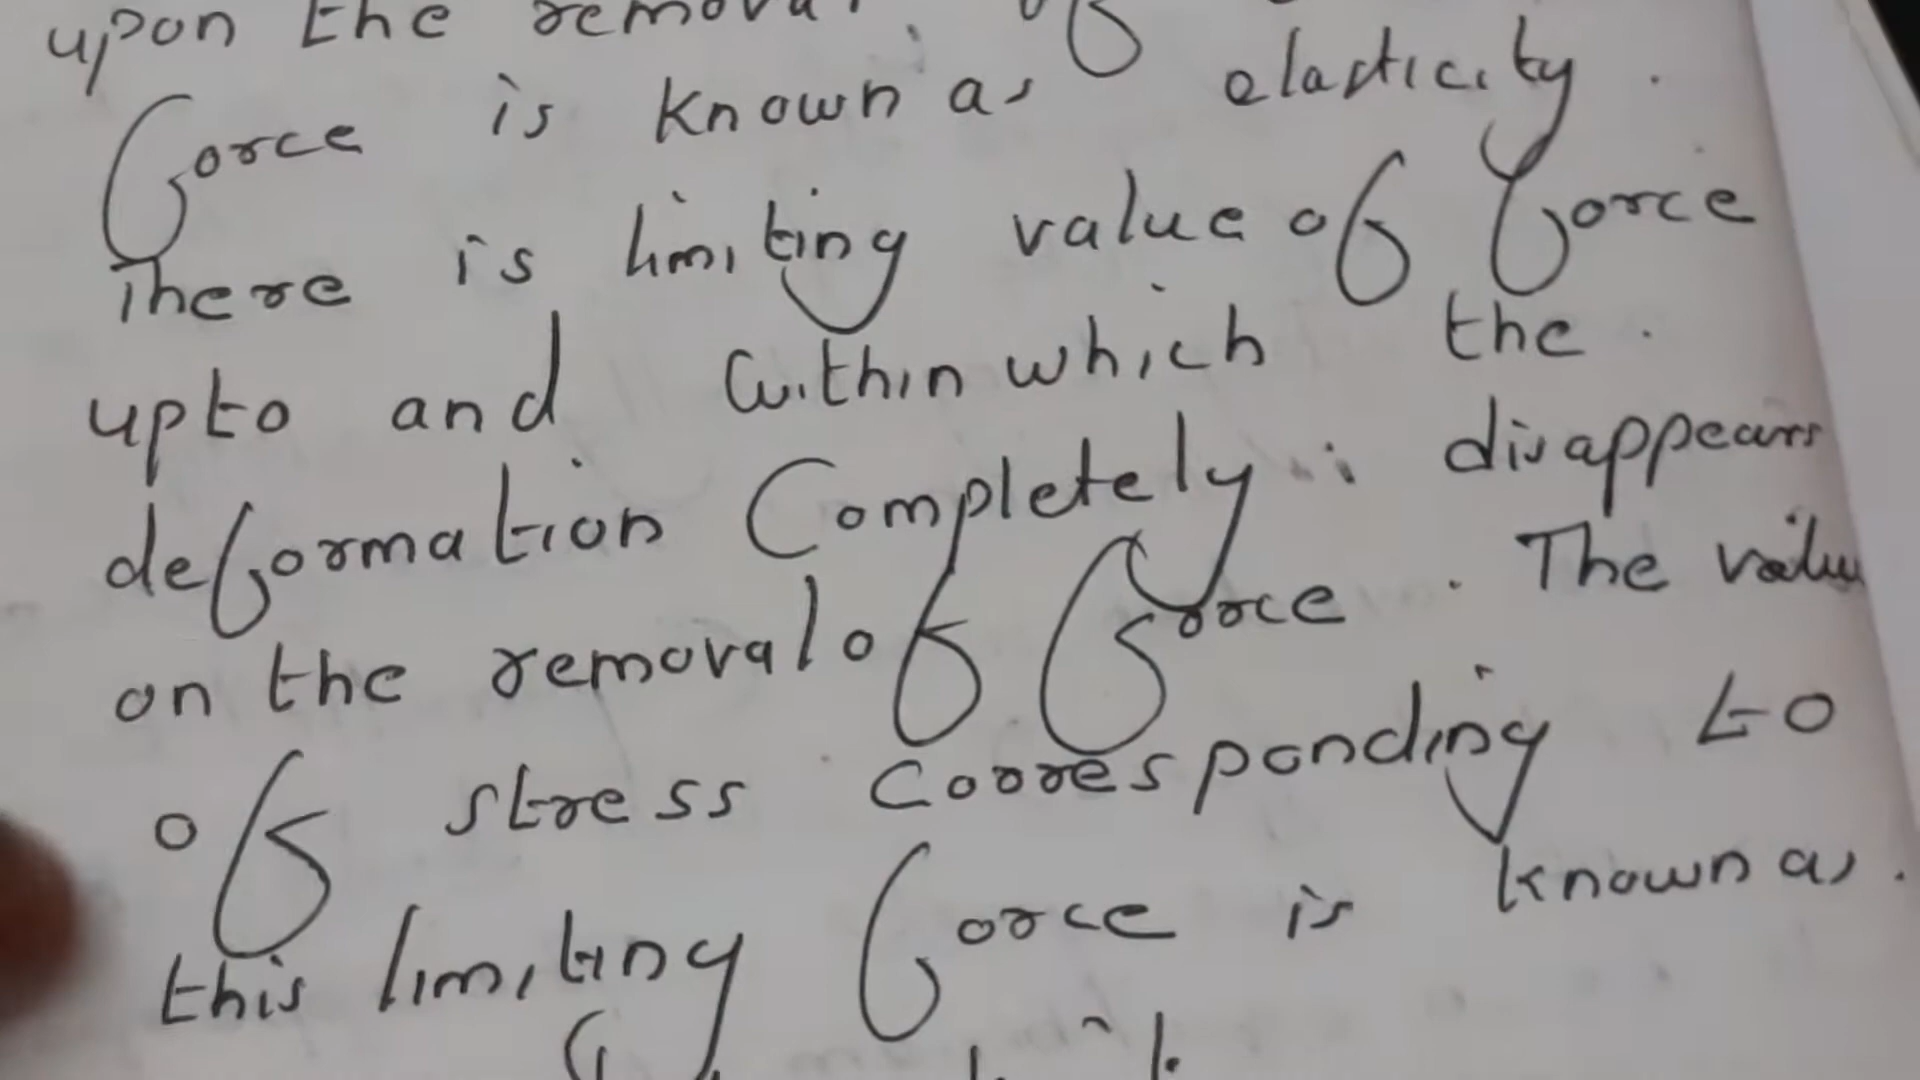 upon the removal of
force is known as elasticity.
There is limiting value of force
upto and within which the
deformation Completely disappears
on the removal of force. The value
of stress Corresponding to
this limiting force is known as